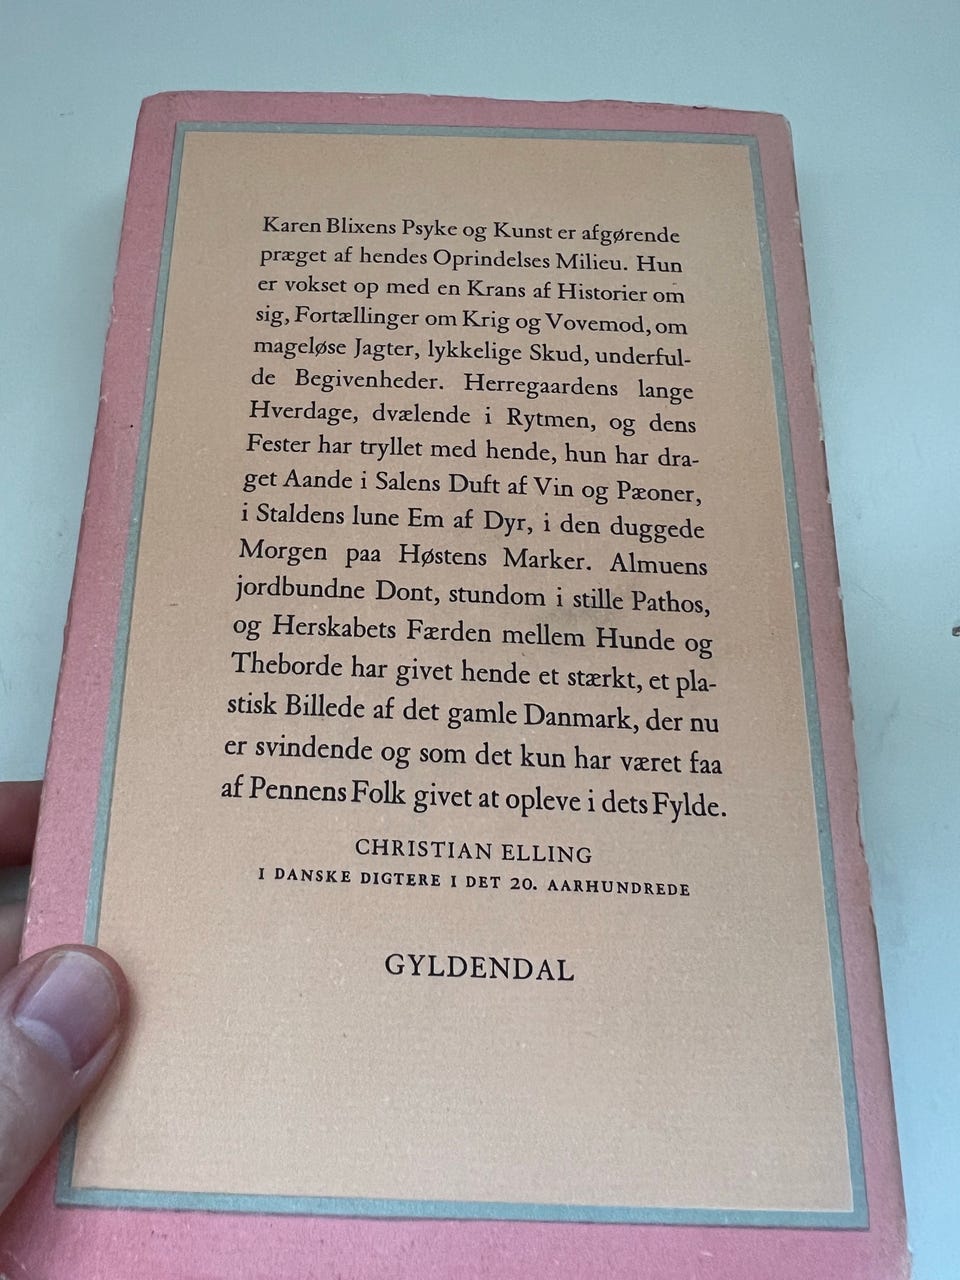 Karen Blixens Psyke og Kunst er afgørende
præget af hendes Oprindelses Milieu. Hun
er vokset op med en Krans af Historier om
sig, Fortællinger om Krig og Vovemod, om
mageløse Jagter, lykkelige Skud, underful-
de Begivenheder. Herregaardens lange
Hverdage, dvælende i Rytmen, og dens
Fester har tryllet med hende, hun har dra-
get Aande i Salens Duft af Vin og Pæoner,
i Staldens lune Em af Dyr, i den duggede
Morgen paa Høstens Marker. Almuens
jordbundne Dont, stundom i stille Pathos,
og Herskabets Færden mellem Hunde og
Theborde har givet hende et stærkt, et pla-
stisk Billede af det gamle Danmark, der nu
er svindende og som det kun har været faa
af Pennens Folk givet at opleve i dets Fylde.
CHRISTIAN ELLING
I DANSKE DIGTERE I DET 20. AARHUNDREDE
GYLDENDAL